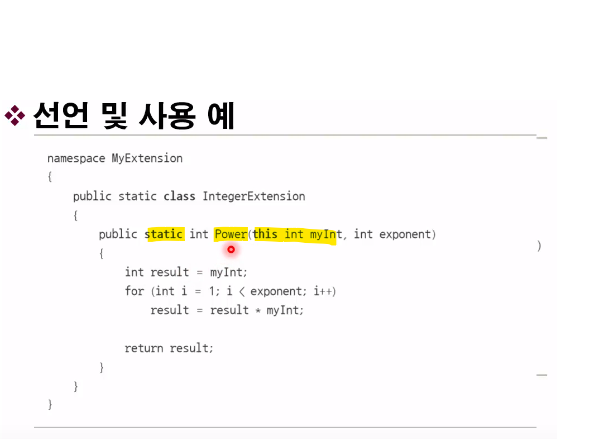 선언 및 사용 예
namespace MyExtension
{
public static class IntegerExtension
{
public static int Power(this int myInt, int exponent)
)
{
int result = myInt;
for (int i = 1; i < exponent; i++)
result = result * myInt;
return result;
}
}
}